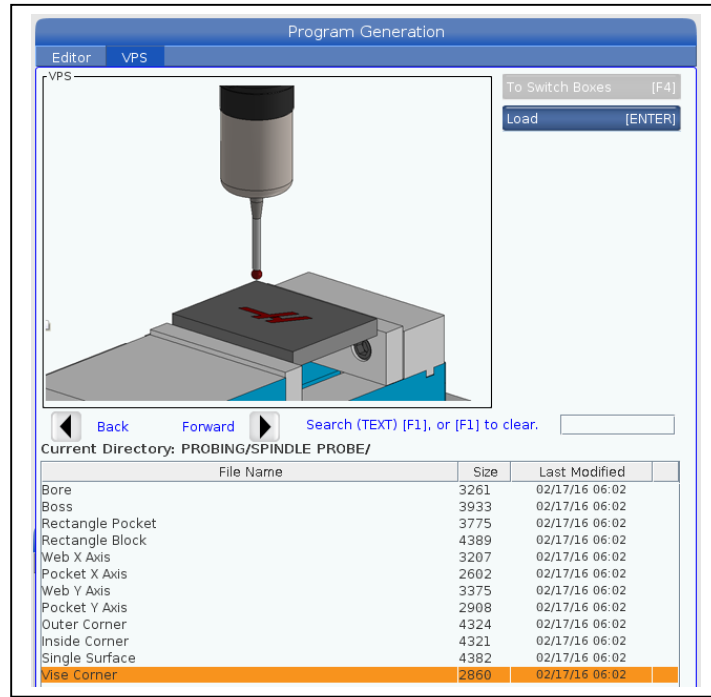 Program Generation
Editor VPS
VPS
To Switch Boxes [F4]
Load [ENTER]
Back Forward Search (TEXT) [F1], or [F1] to clear.
Current Directory: PROBING/SPINDLE PROBE/
File Name Size Last Modified
Bore 3261 02/17/16 06:02
Boss 3933 02/17/16 06:02
Rectangle Pocket 3775 02/17/16 06:02
Rectangle Block 4389 02/17/16 06:02
Web X Axis 3207 02/17/16 06:02
Pocket X Axis 2602 02/17/16 06:02
Web Y Axis 3375 02/17/16 06:02
Pocket Y Axis 2908 02/17/16 06:02
Outer Corner 4324 02/17/16 06:02
Inside Corner 4321 02/17/16 06:02
Single Surface 4382 02/17/16 06:02
Vise Corner 2860 02/17/16 06:02